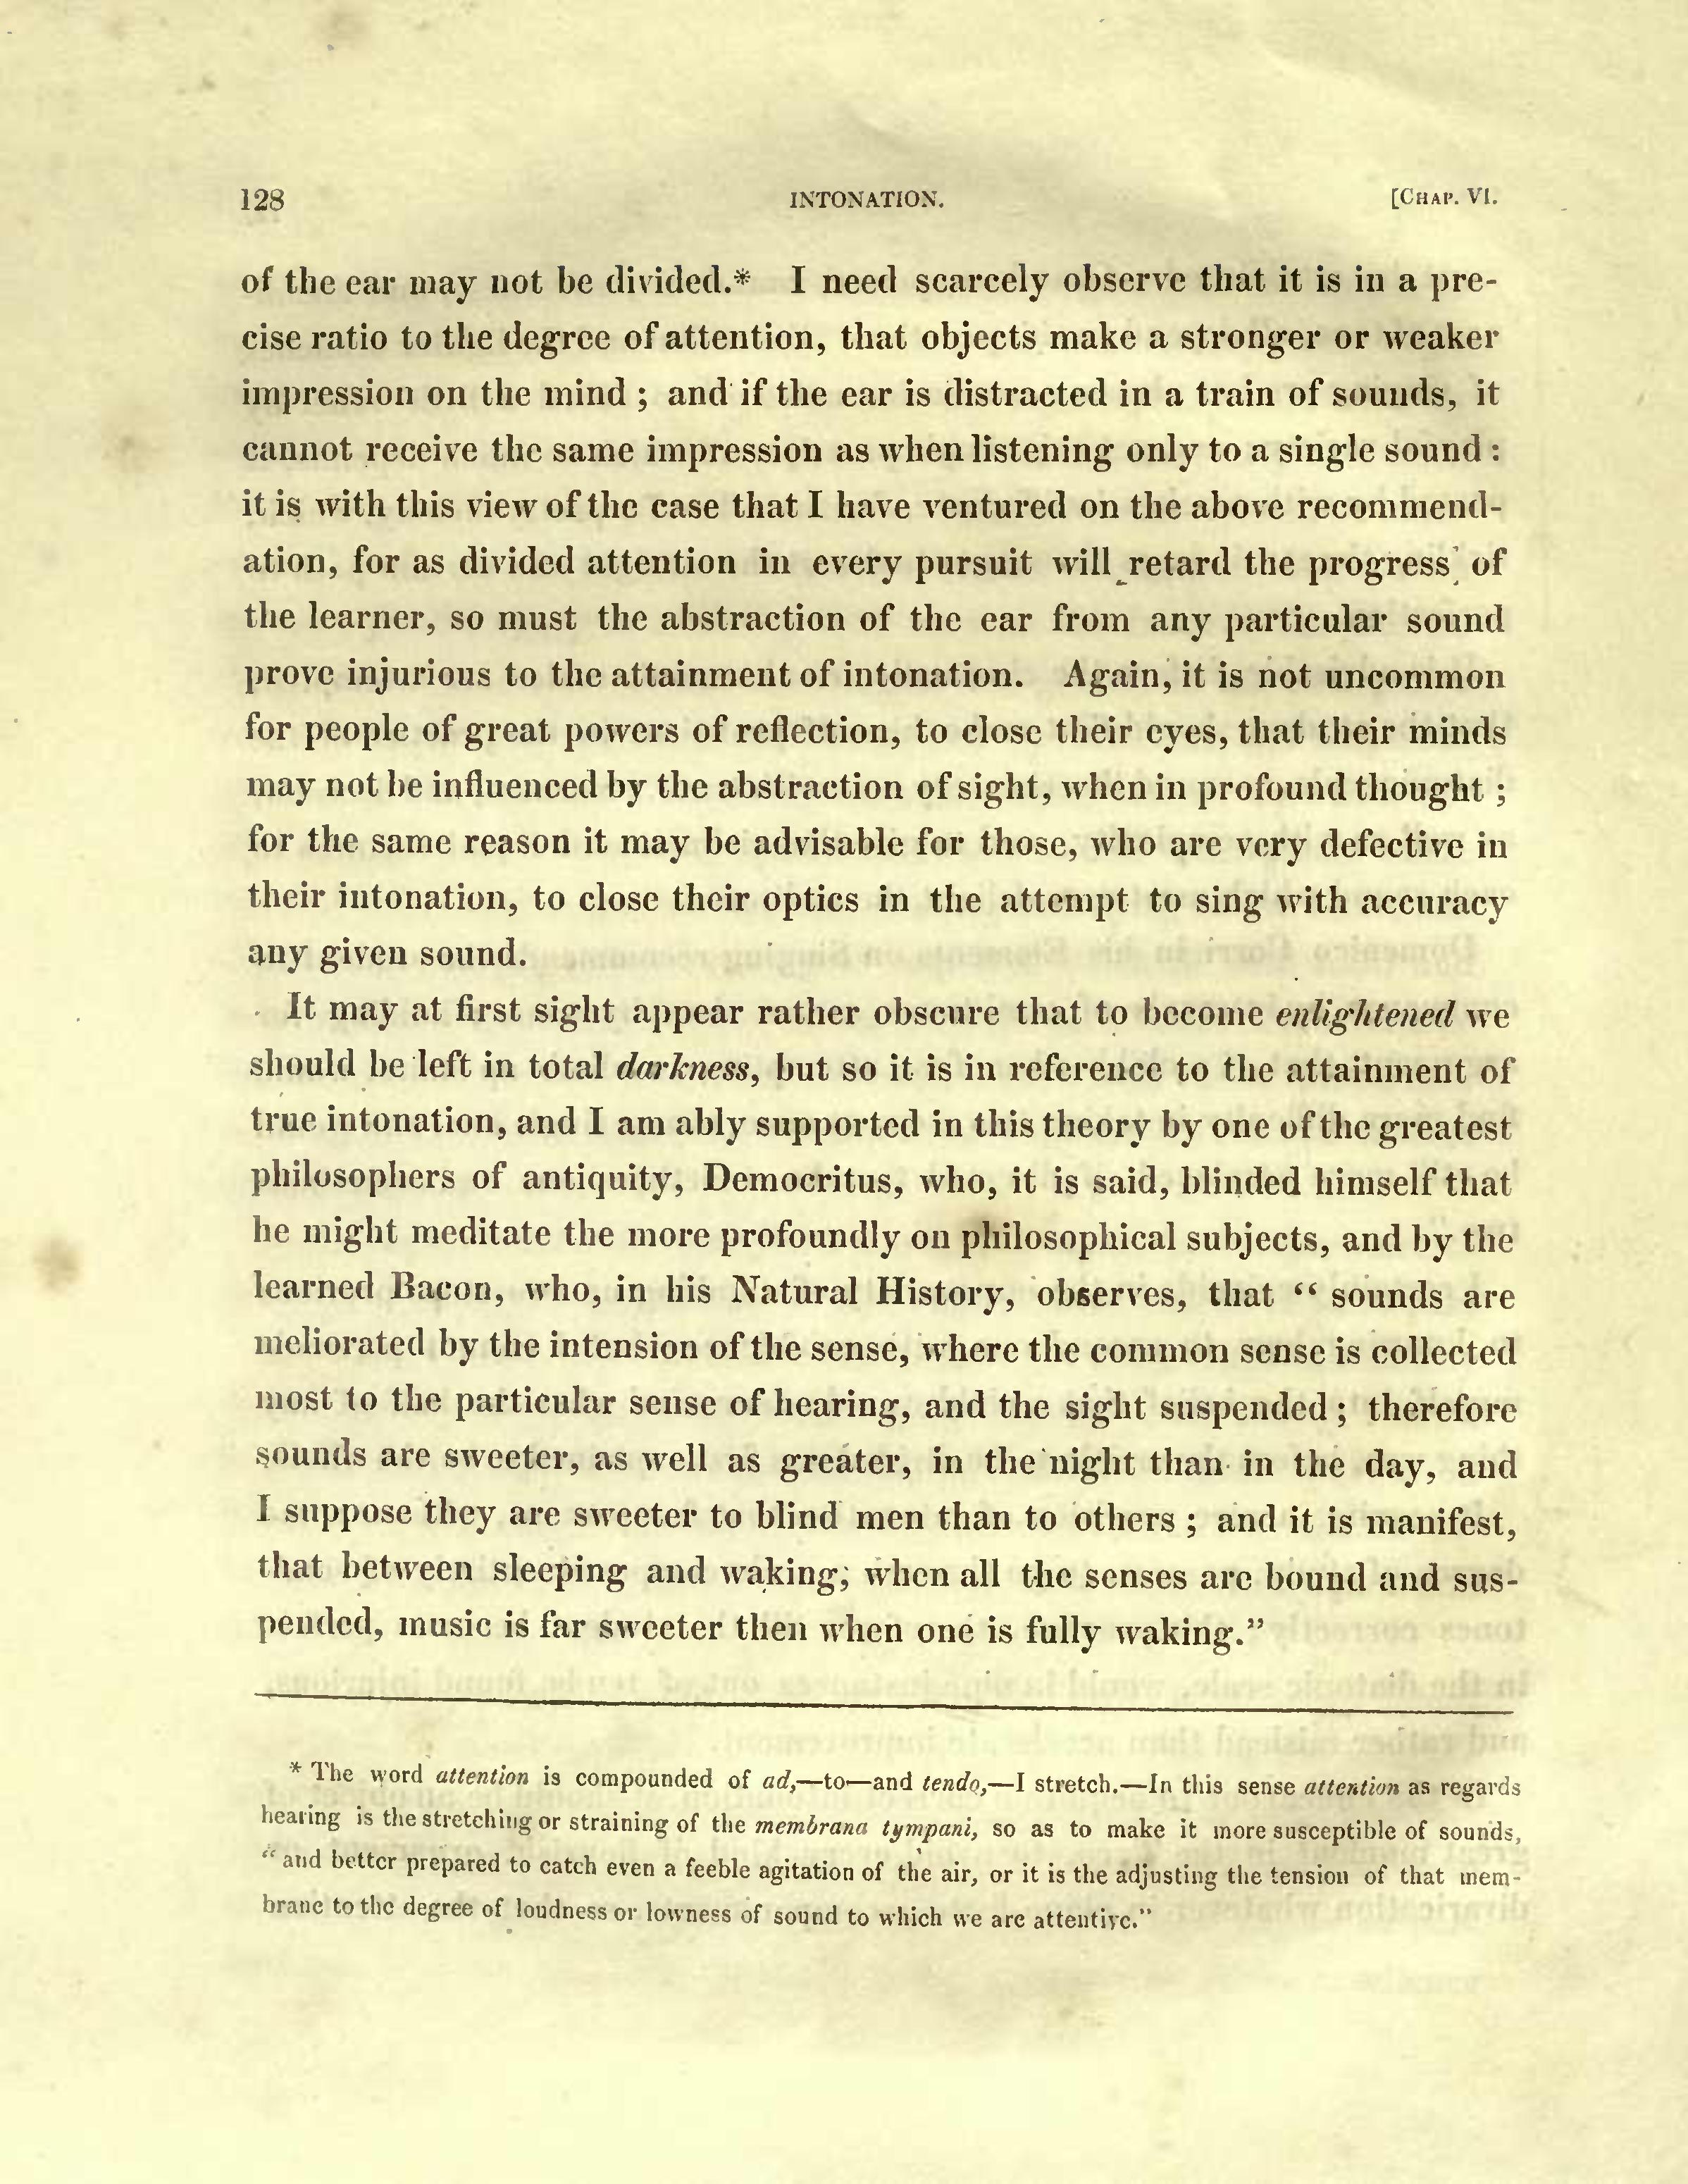 128 INTONATION. [CHAP. VI.
of the ear may not be divided.* I need scarcely observe that it is in a pre-
cise ratio to the degree of attention, that objects make a stronger or weaker
impression on the mind ; and if the ear is distracted in a train of sounds, it
cannot receive the same impression as when listening only to a single sound :
it is with this view of the case that I have ventured on the above recommend-
ation, for as divided attention in every pursuit will retard the progress of
the learner, so must the abstraction of the ear from any particular sound
prove injurious to the attainment of intonation. Again, it is not uncommon
for people of great powers of reflection, to close their eyes, that their minds
may not be influenced by the abstraction of sight, when in profound thought ;
for the same reason it may be advisable for those, who are very defective in
their intonation, to close their optics in the attempt to sing with accuracy
any given sound.
It may at first sight appear rather obscure that to become enlightened we
should be left in total darkness, but so it is in reference to the attainment of
true intonation, and I am ably supported in this theory by one of the greatest
philosophers of antiquity, Democritus, who, it is said, blinded himself that
he might meditate the more profoundly on philosophical subjects, and by the
learned Bacon, who, in his Natural History, observes, that “ sounds are
meliorated by the intension of the sense, where the common sense is collected
most to the particular sense of hearing, and the sight suspended ; therefore
sounds are sweeter, as well as greater, in the night than in the day, and
I suppose they are sweeter to blind men than to others ; and it is manifest,
that between sleeping and waking, when all the senses are bound and sus-
pended, music is far sweeter then when one is fully waking.”
* The word attention is compounded of ad,—to—and tendo,—I stretch.—In this sense attention as regards
hearing is the stretching or straining of the membrana tympani, so as to make it more susceptible of sounds,
“ and better prepared to catch even a feeble agitation of the air, or it is the adjusting the tension of that mem-
brane to the degree of loudness or lowness of sound to which we are attentive.”